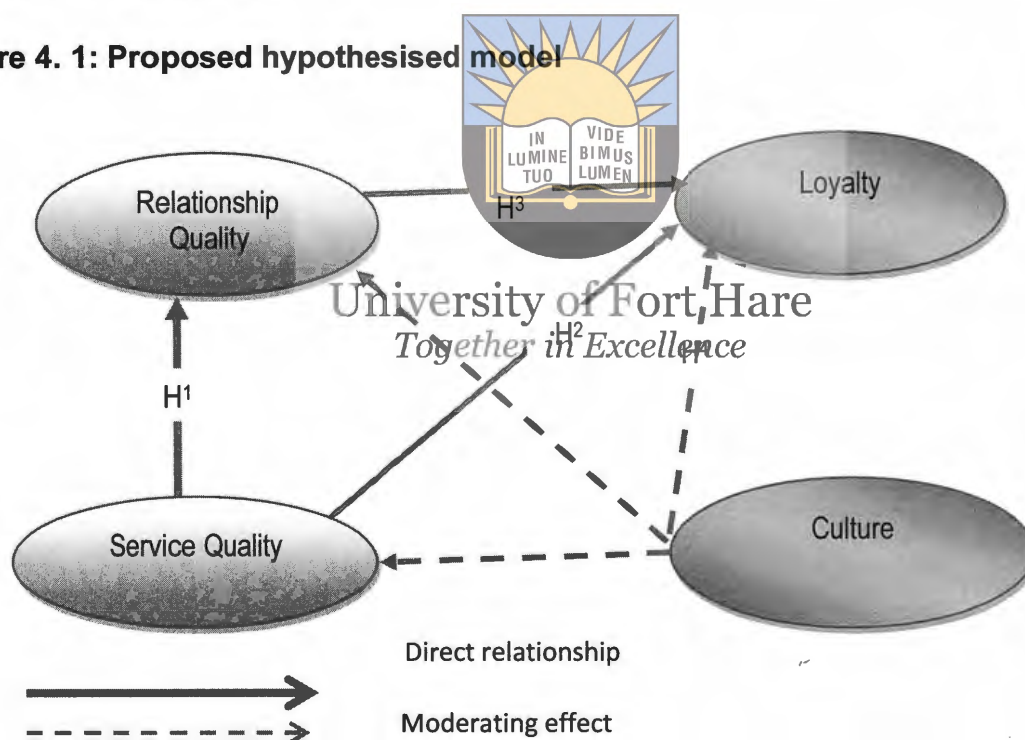 re 4. 1: Proposed hypothesised model
IN
LUMINE
TUO
VIDE
BIMUS
LUMEN
Relationship
Quality
Loyalty
H³
University of Fort Hare
Together in Excellence
H²
H¹
Service Quality
Culture
Direct relationship
Moderating effect